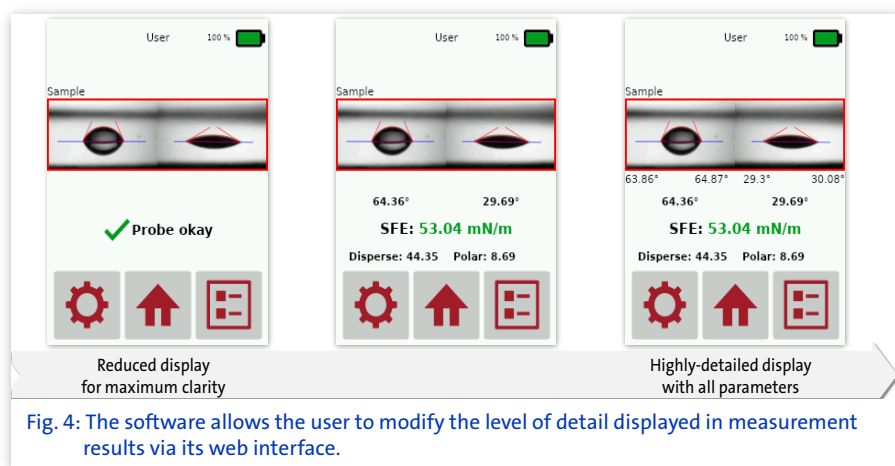 User 100 %
Sample
Probe okay
User 100 %
Sample
64.36° 29.69°
SFE: 53.04 mN/m
Disperse: 44.35 Polar: 8.69
User 100 %
Sample
63.86° 64.87° 29.3° 30.08°
64.36° 29.69°
SFE: 53.04 mN/m
Disperse: 44.35 Polar: 8.69
Reduced display
for maximum clarity
Highly-detailed display
with all parameters
Fig. 4: The software allows the user to modify the level of detail displayed in measurement
results via its web interface.